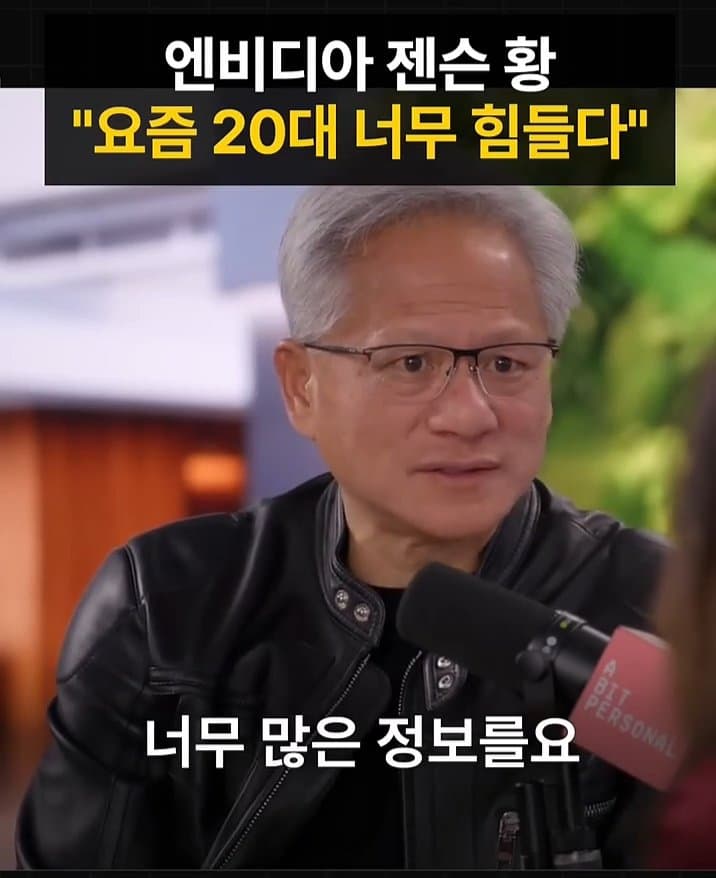 엔비디아 젠슨 황
"요즘 20대 너무 힘들다"
너무 많은 정보를요
A
BIT
PERSONAL